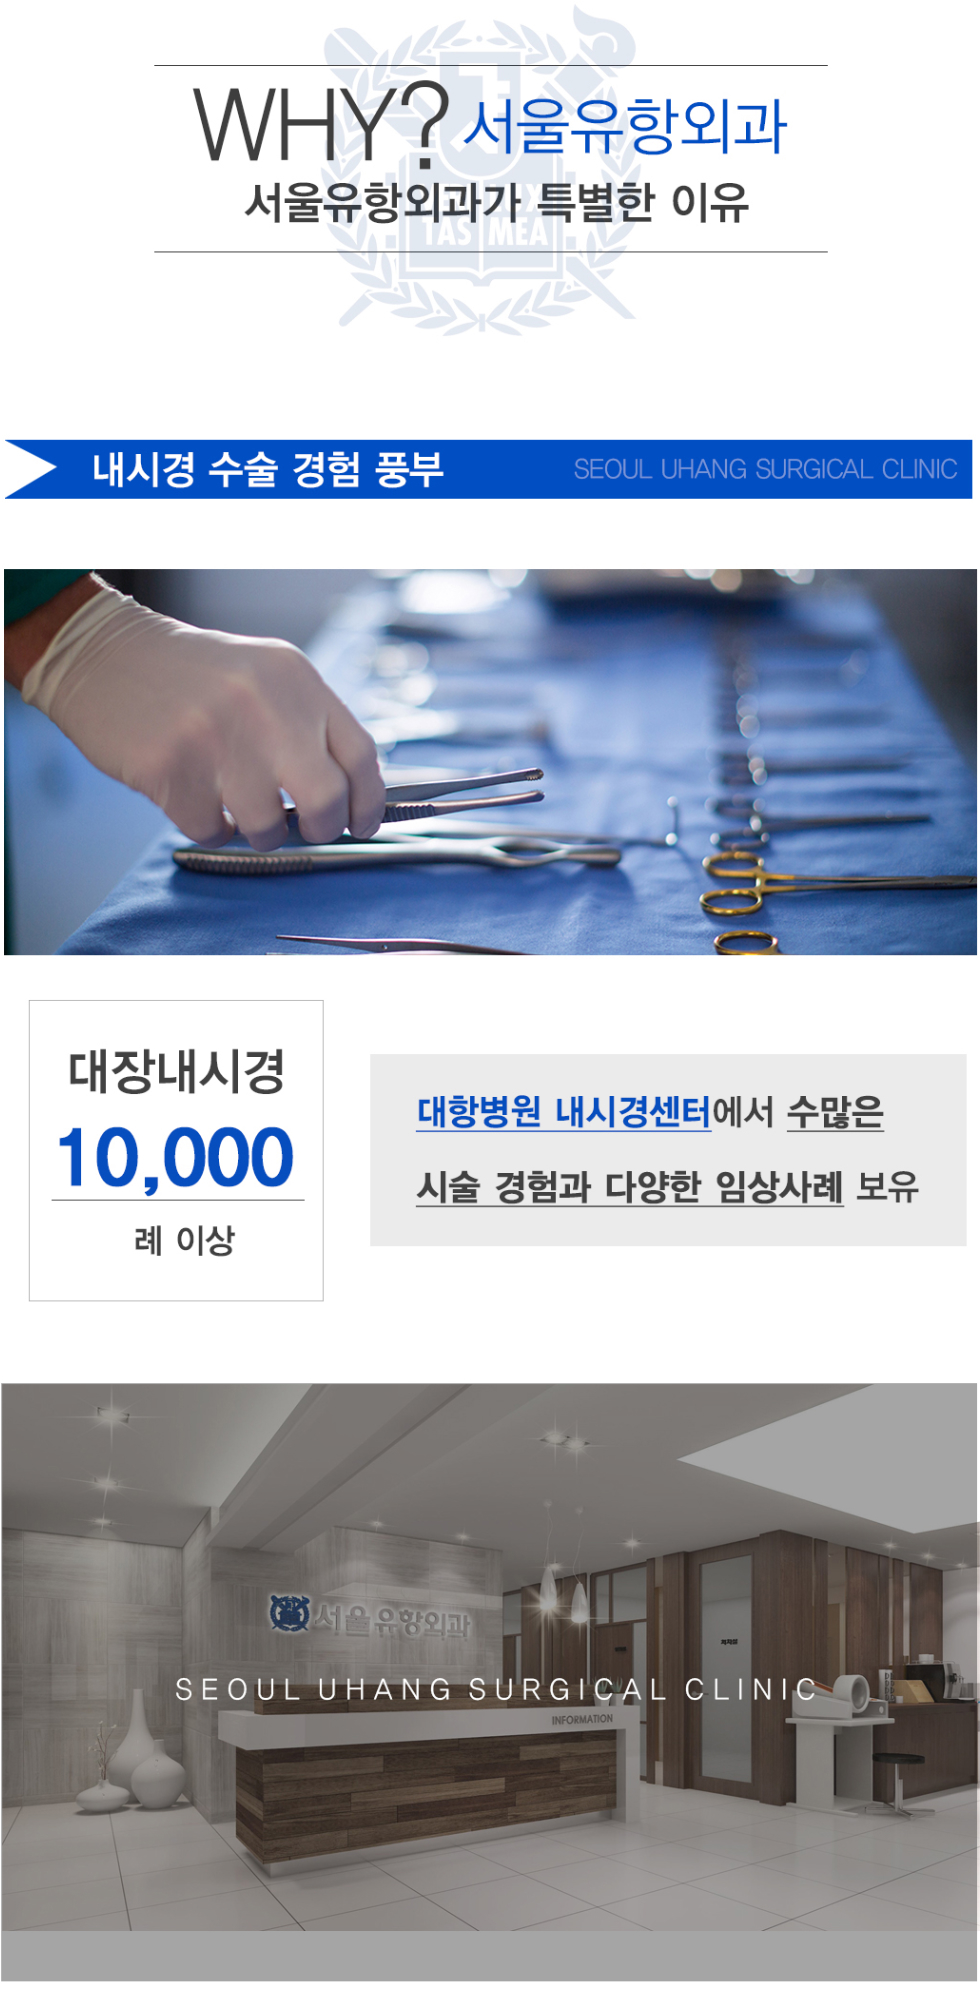 WHY? 서울유항외과
서울유항외과가 특별한 이유
TAS MEA
내시경 수술 경험 풍부
SEOUL UHANG SURGICAL CLINIC
대장내시경
10,000
례 이상
대항병원 내시경센터에서 수많은
시술 경험과 다양한 임상사례 보유
서울유항외과
SEOUL UHANG SURGICAL CLINIC
INFORMATION